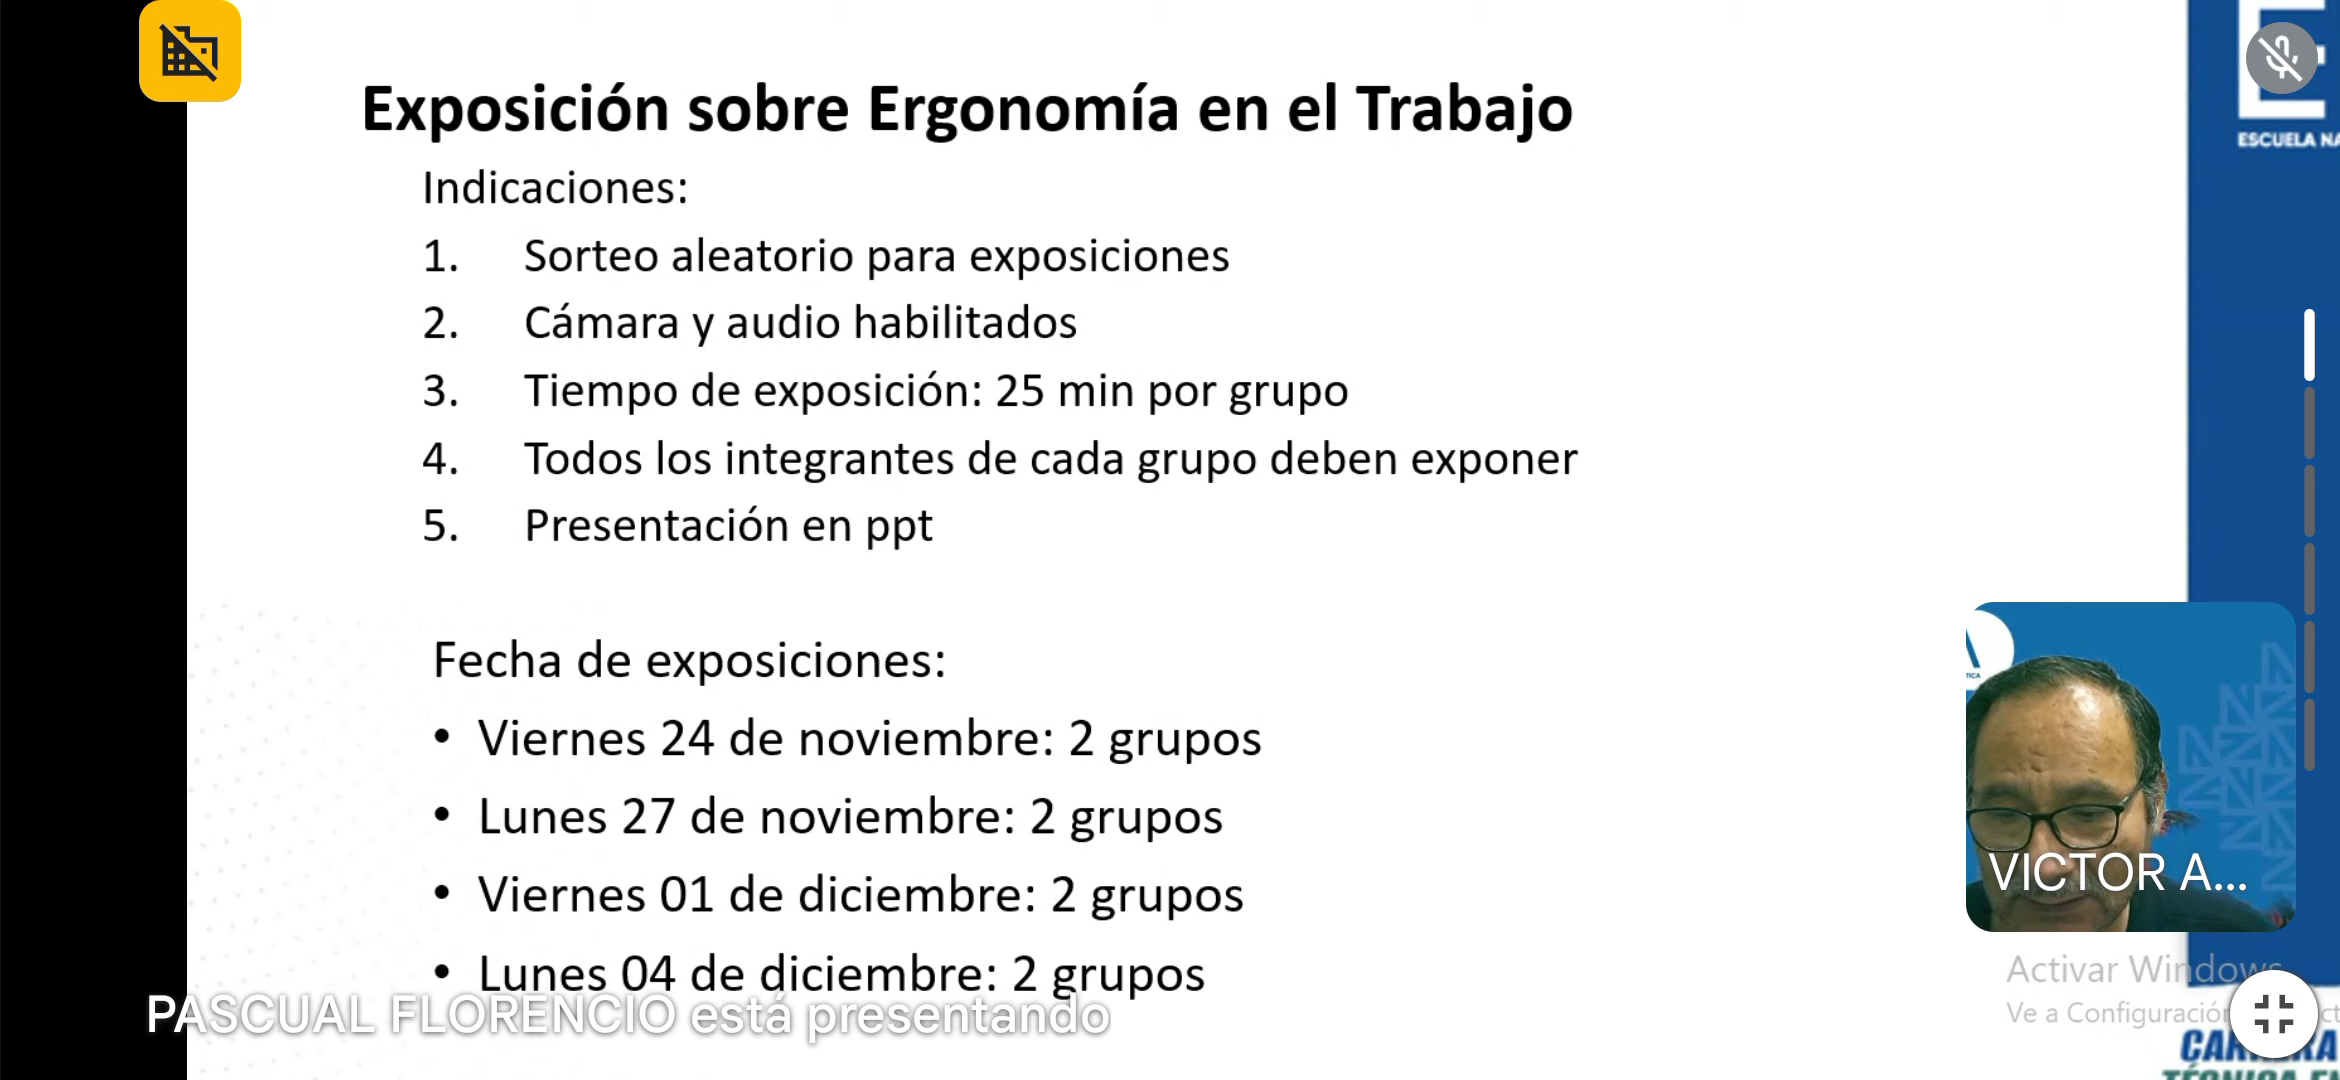 Exposición sobre Ergonomía en el Trabajo
ESCUELA
Indicaciones:
1. Sorteo aleatorio para exposiciones
2. Cámara y audio habilitados
3. Tiempo de exposición: 25 min por grupo
4. Todos los integrantes de cada grupo deben exponer
5. Presentación en ppt
Fecha de exposiciones:
• Viernes 24 de noviembre: 2 grupos
• Lunes 27 de noviembre: 2 grupos
• Viernes 01 de diciembre: 2 grupos
• Lunes 04 de diciembre: 2 grupos
VICTOR A...
PASCUAL FLORENCIO está presentando
Activar Windows
Ve a